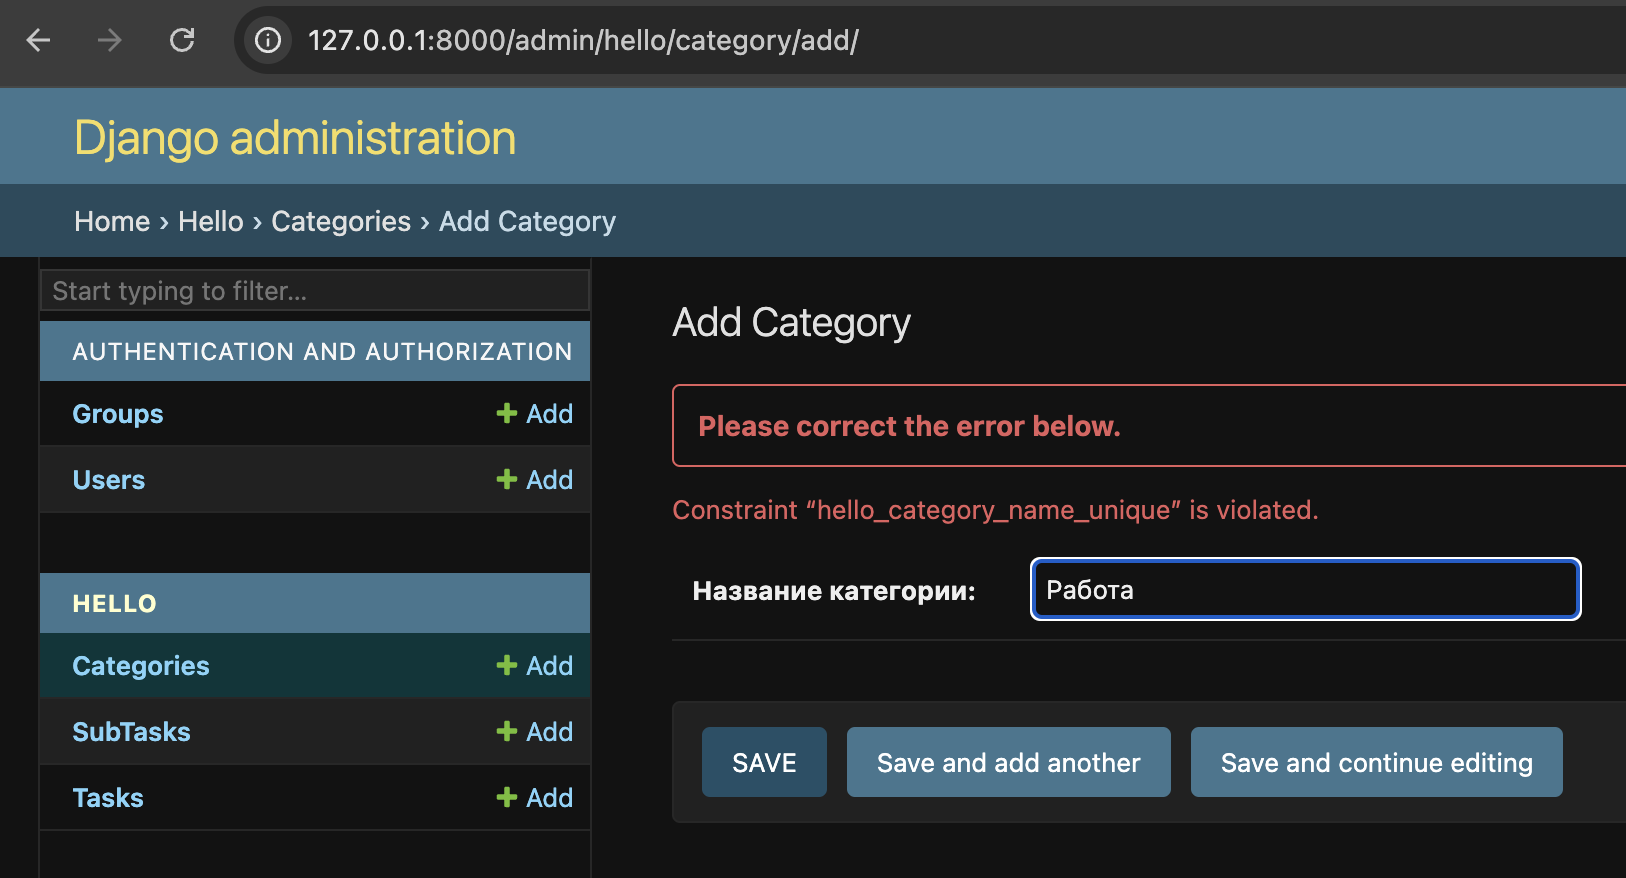 127.0.0.1:8000/admin/hello/category/add/
Django administration
Home › Hello › Categories › Add Category
Start typing to filter...
AUTHENTICATION AND AUTHORIZATION
Groups + Add
Users + Add
HELLO
Categories + Add
SubTasks + Add
Tasks + Add
Add Category
Please correct the error below.
Constraint “hello_category_name_unique” is violated.
Название категории: Работа
SAVE Save and add another Save and continue editing